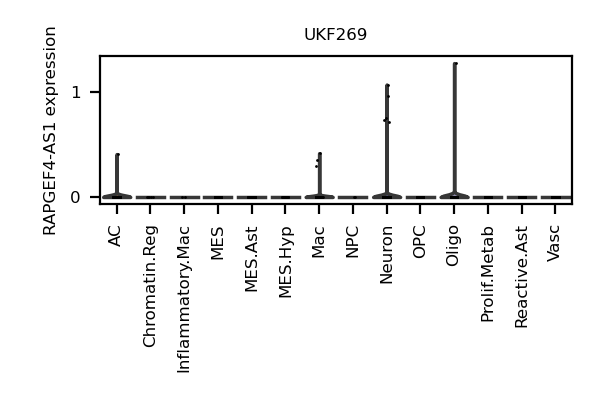 UKF269
RAPGEF4-AS1 expression
1
0
AC
Chromatin.Reg
Inflammatory.Mac
MES
MES.Ast
MES.Hyp
Mac
NPC
Neuron
OPC
Oligo
Prolif.Metab
Reactive.Ast
Vasc